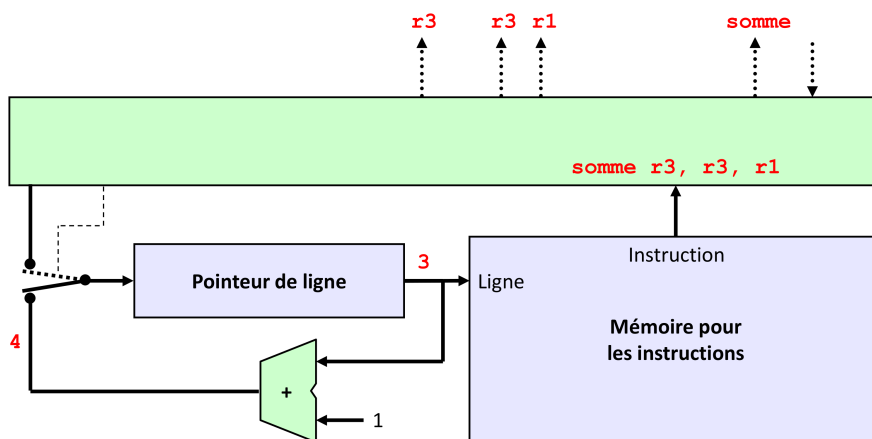 r3 r3 r1 somme
somme r3, r3, r1
Instruction
Pointeur de ligne
3
Ligne
Mémoire pour
les instructions
4
+
1